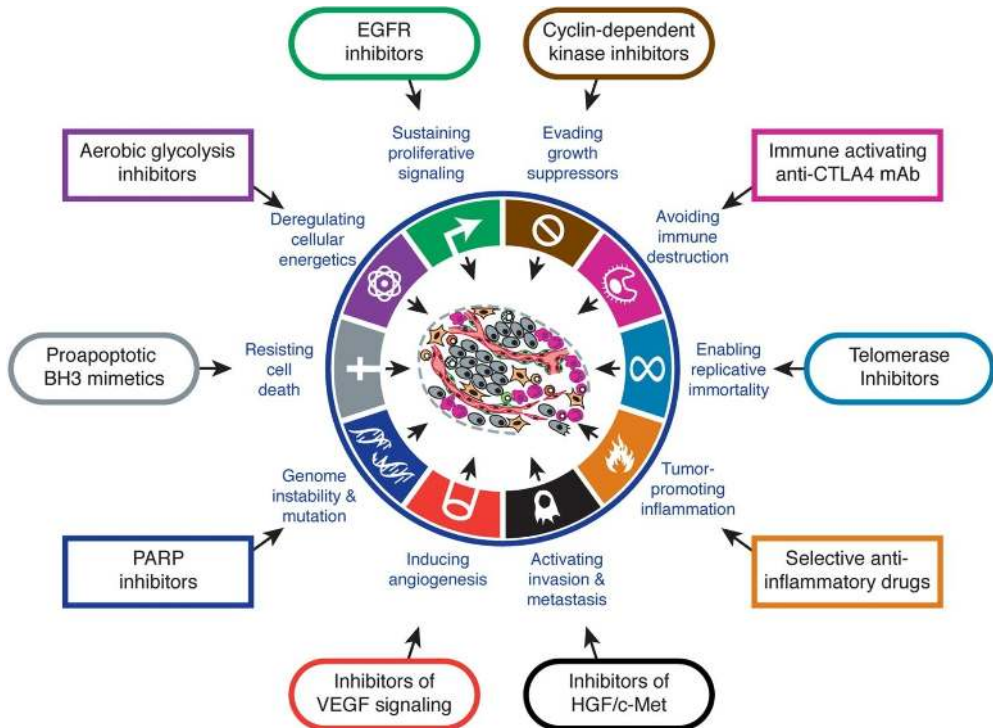 EGFR
inhibitors
Cyclin-dependent
kinase inhibitors
Sustaining
proliferative
signaling
Evading
growth
suppressors
Aerobic glycolysis
inhibitors
Immune activating
anti-CTLA4 mAb
Deregulating
cellular
energetics
Avoiding
immune
destruction
Proapoptotic
BH3 mimetics
Resisting
cell
death
Enabling
replicative
immortality
Telomerase
Inhibitors
Genome
instability &
mutation
Tumor-
promoting
inflammation
PARP
inhibitors
Inducing
angiogenesis
Activating
invasion &
metastasis
Selective anti-
inflammatory drugs
Inhibitors of
VEGF signaling
Inhibitors of
HGF/c-Met